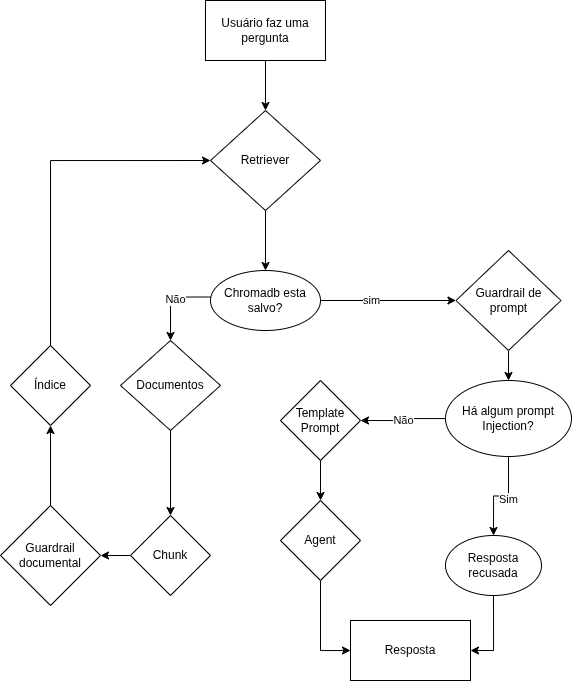 Usuário faz uma
pergunta
Retriever
Chromadb esta
salvo?
Não
sim
Guardrail de
prompt
Índice
Documentos
Template
Prompt
Não
Há algum prompt
Injection?
Sim
Guardrail
documental
Chunk
Agent
Resposta
recusada
Resposta